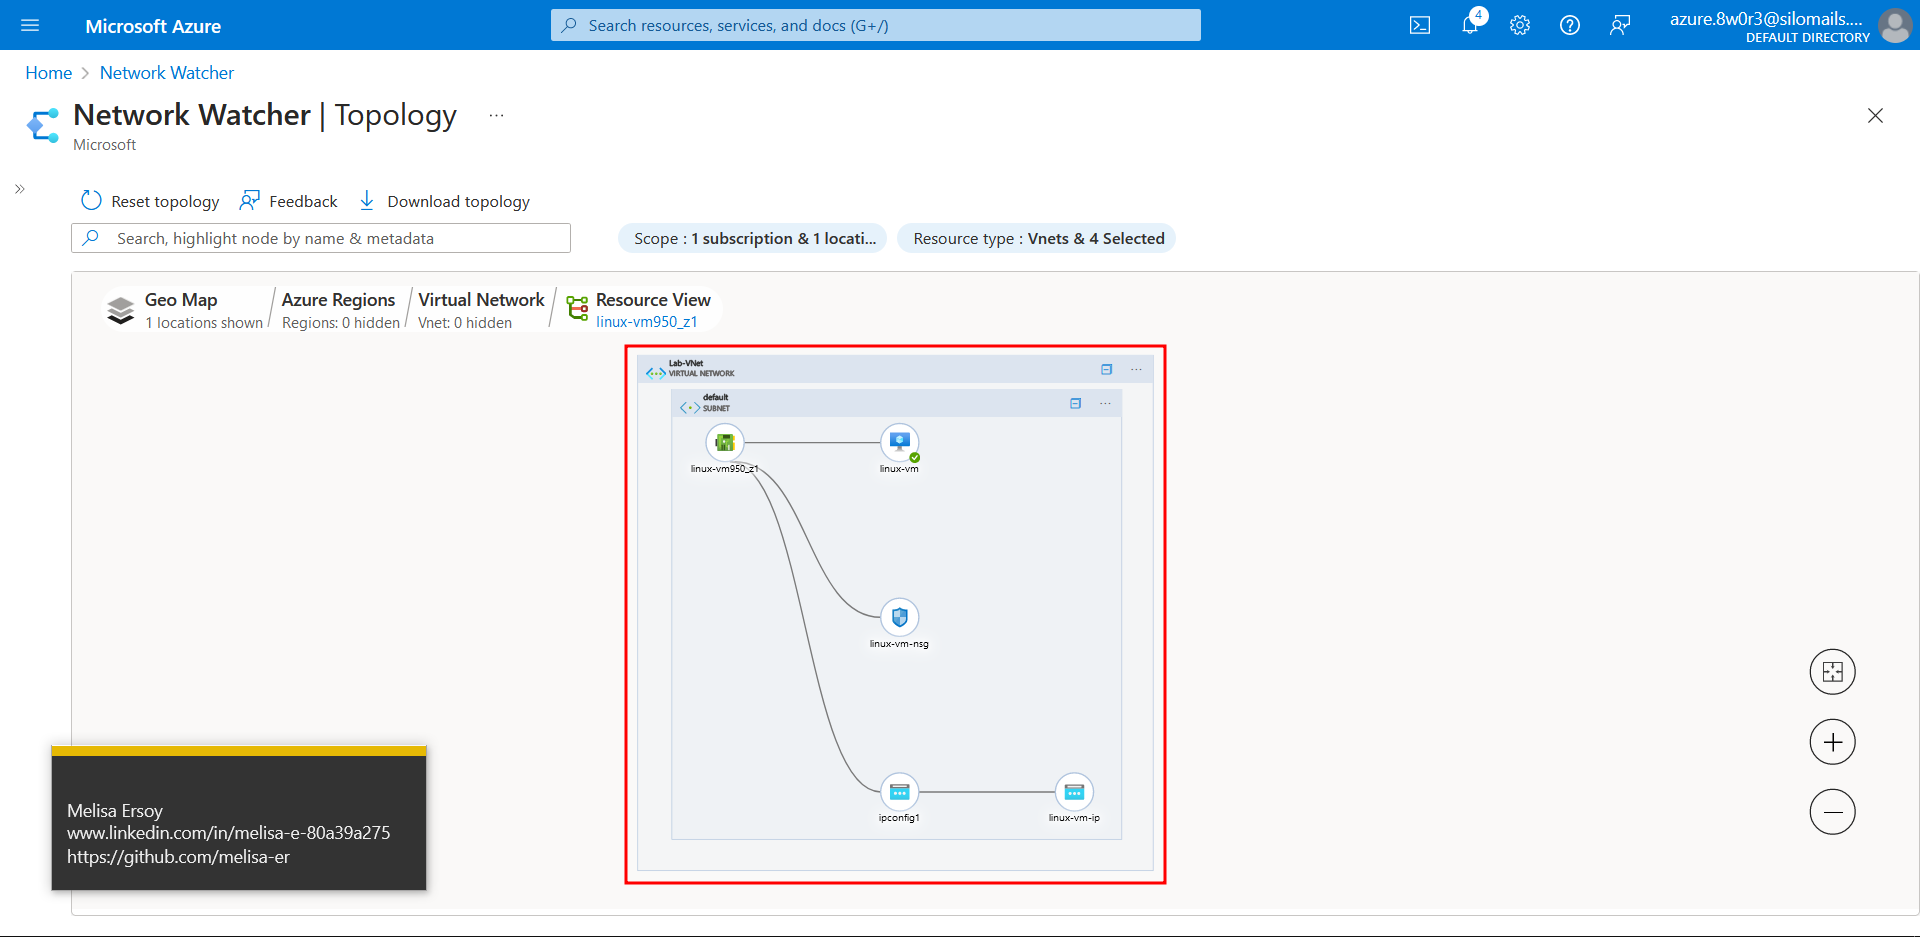 Microsoft Azure
Search resources, services, and docs (G+/)
4
azure.8w0r3@silomails....
DEFAULT DIRECTORY
Home > Network Watcher
Network Watcher | Topology ...
Microsoft
Reset topology Feedback Download topology
Search, highlight node by name & metadata
Scope : 1 subscription & 1 locati...
Resource type : Vnets & 4 Selected
Geo Map
1 locations shown
Azure Regions
Regions: 0 hidden
Virtual Network
Vnet: 0 hidden
Resource View
linux-vm950_z1
Lab-VNet
VIRTUAL NETWORK
default
SUBNET
linux-vm950_z1
linux-vm
linux-vm-nsg
ipconfig1
linux-vm-ip
Melisa Ersoy
www.linkedin.com/in/melisa-e-80a39a275
https://github.com/melisa-er